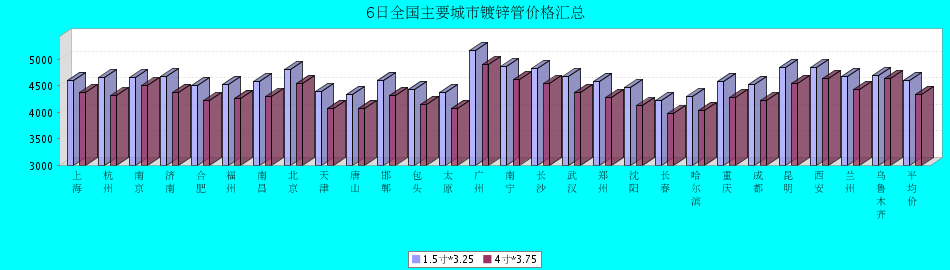 6日全国主要城市镀锌管价格汇总
5000
4500
4000
3500
3000
上海
杭州
南京
济南
合肥
福州
南昌
北京
天津
唐山
邯郸
包头
太原
广州
南宁
长沙
武汉
郑州
沈阳
长春
哈尔滨
重庆
成都
昆明
西安
兰州
乌鲁木齐
平均价
1.5寸*3.25 4寸*3.75